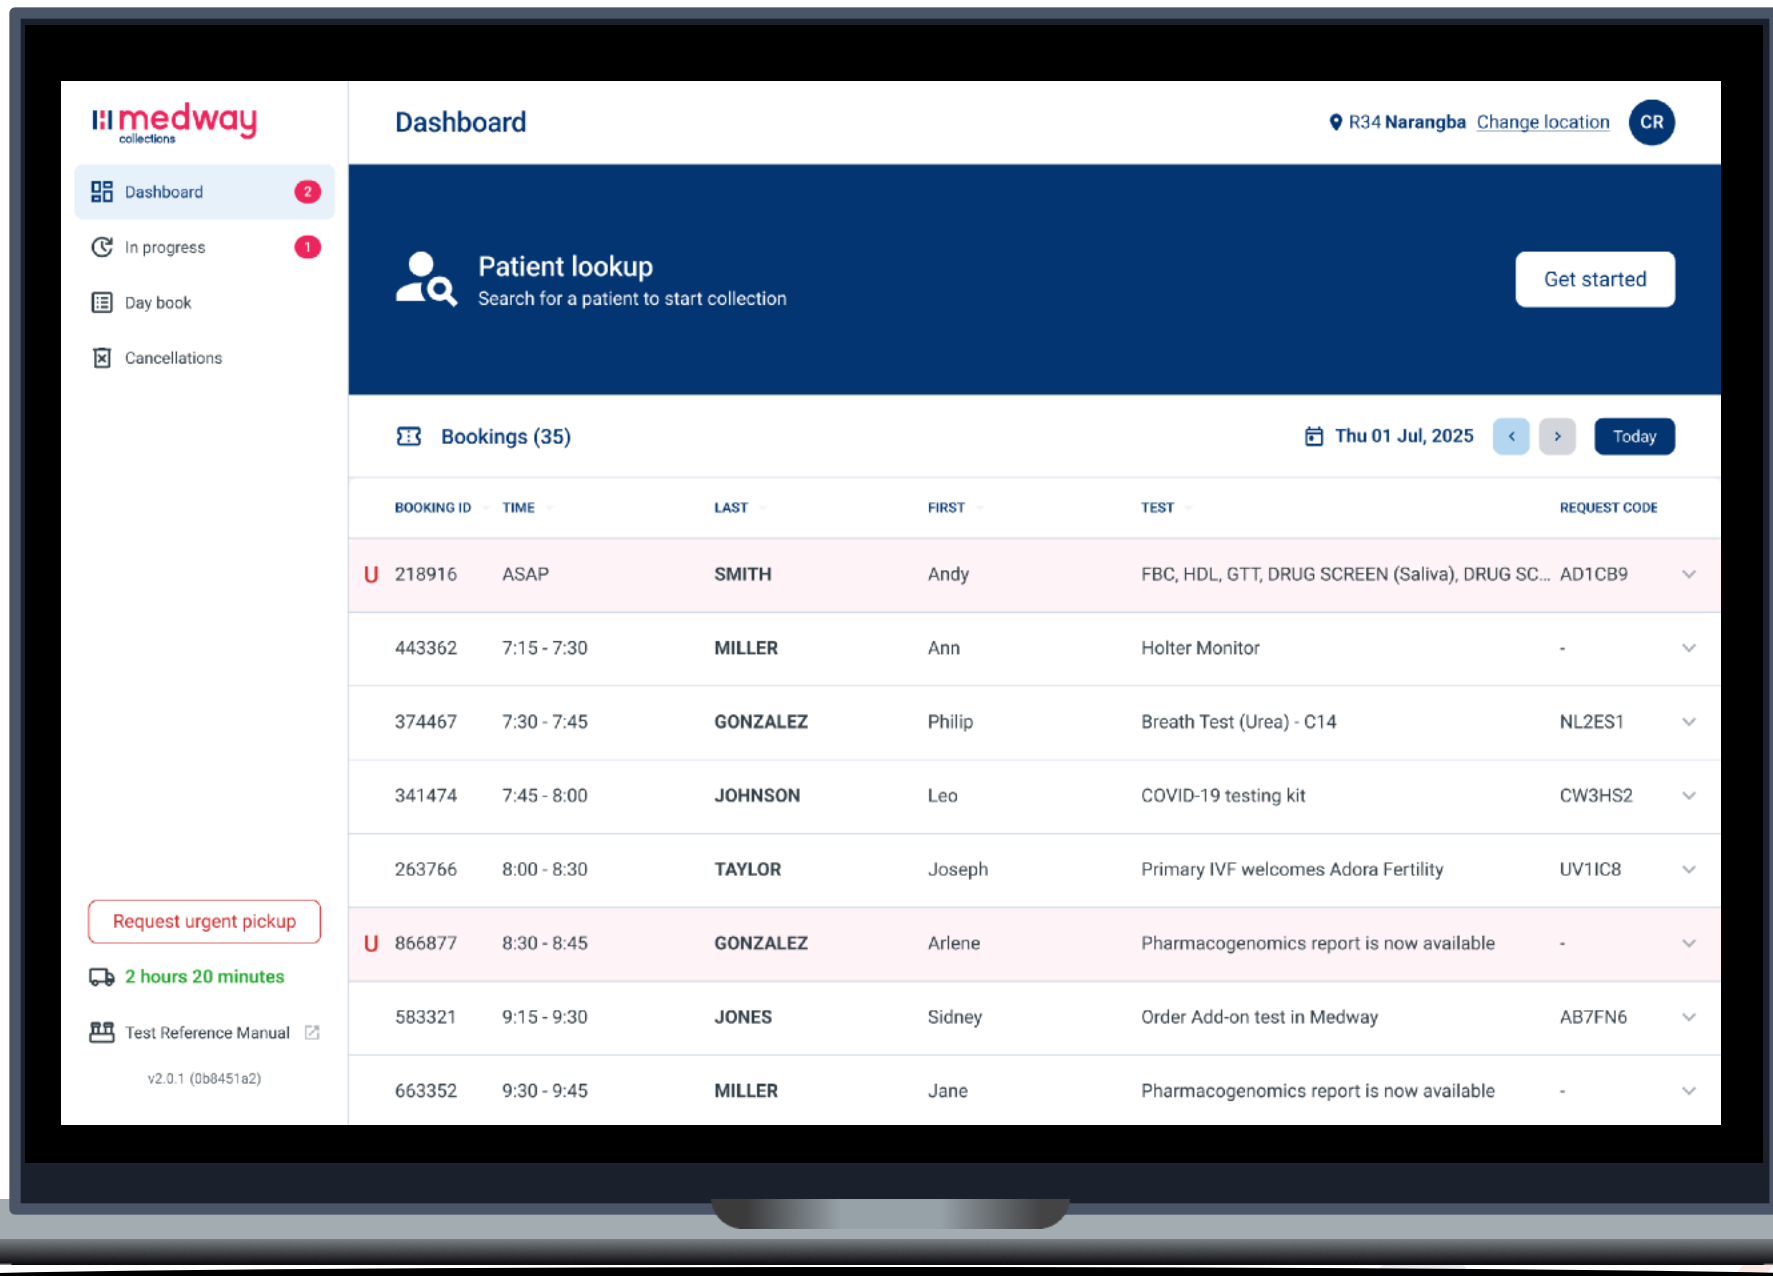 medway
collections
Dashboard
R34 Narangba Change location CR
Dashboard 2
In progress 1
Day book
Cancellations
Patient lookup
Search for a patient to start collection
Get started
Bookings (35)
Thu 01 Jul, 2025 < > Today
BOOKING ID TIME LAST FIRST TEST REQUEST CODE
U 218916 ASAP SMITH Andy FBC, HDL, GTT, DRUG SCREEN (Saliva), DRUG SC... AD1CB9
443362 7:15 - 7:30 MILLER Ann Holter Monitor -
374467 7:30 - 7:45 GONZALEZ Philip Breath Test (Urea) - C14 NL2ES1
341474 7:45 - 8:00 JOHNSON Leo COVID-19 testing kit CW3HS2
263766 8:00 - 8:30 TAYLOR Joseph Primary IVF welcomes Adora Fertility UV1IC8
U 866877 8:30 - 8:45 GONZALEZ Arlene Pharmacogenomics report is now available -
583321 9:15 - 9:30 JONES Sidney Order Add-on test in Medway AB7FN6
663352 9:30 - 9:45 MILLER Jane Pharmacogenomics report is now available -
Request urgent pickup
2 hours 20 minutes
Test Reference Manual
v2.0.1 (0b8451a2)